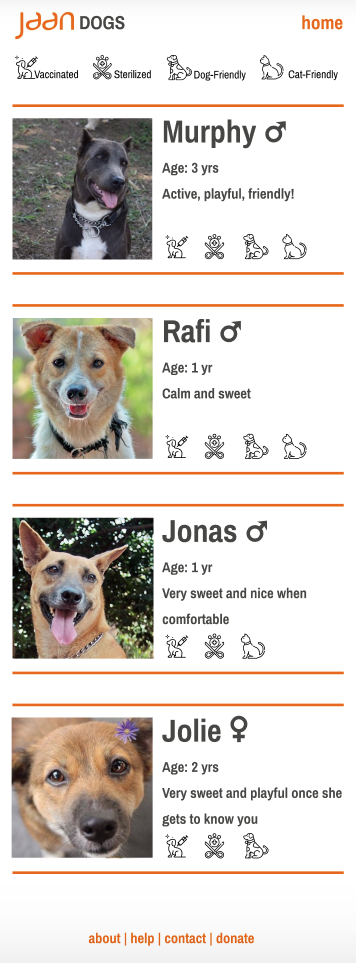 Jaan DOGS
home
Vaccinated Sterilized Dog-Friendly Cat-Friendly
Murphy ♂
Age: 3 yrs
Active, playful, friendly!
Rafi ♂
Age: 1 yr
Calm and sweet
Jonas ♂
Age: 1 yr
Very sweet and nice when
comfortable
Jolie ♀
Age: 2 yrs
Very sweet and playful once she
gets to know you
about | help | contact | donate